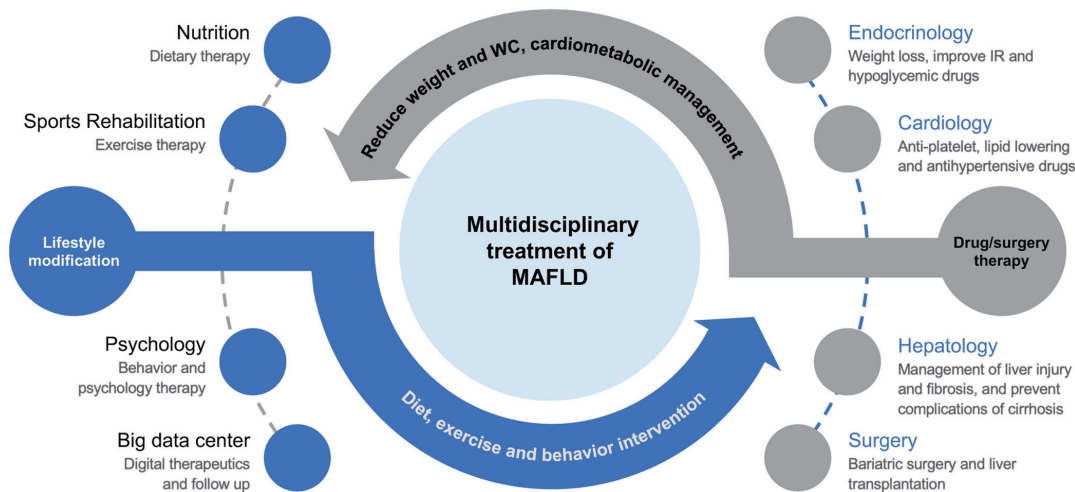 Nutrition
Dietary therapy
Sports Rehabilitation
Exercise therapy
Lifestyle
modification
Psychology
Behavior and
psychology therapy
Big data center
Digital therapeutics
and follow up
Reduce weight and WC, cardiometabolic management
Multidisciplinary
treatment of
MAFLD
Diet, exercise and behavior intervention
Endocrinology
Weight loss, improve IR and
hypoglycemic drugs
Cardiology
Anti-platelet, lipid lowering
and antihypertensive drugs
Drug/surgery
therapy
Hepatology
Management of liver injury
and fibrosis, and prevent
complications of cirrhosis
Surgery
Bariatric surgery and liver
transplantation